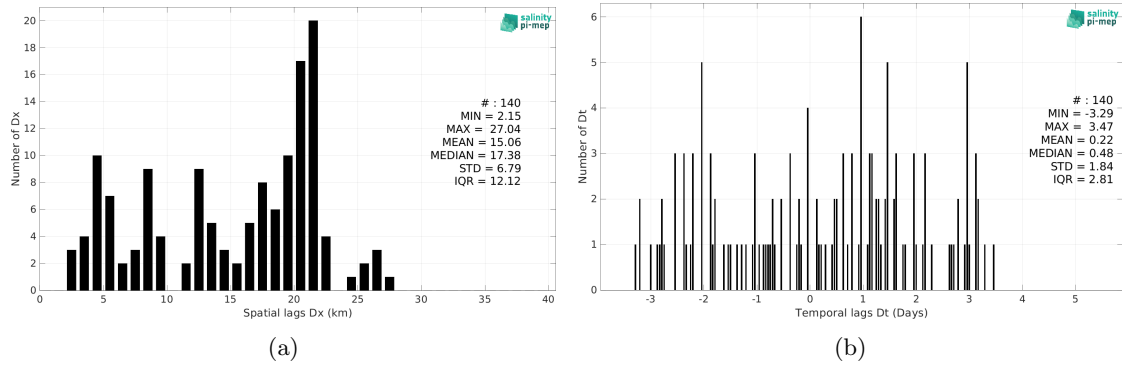 20
18
16
14
12
10
8
6
4
2
0
Number of Dx
0 5 10 15 20 25 30 35 40
Spatial lags Dx (km)
salinity
pi-mep
# : 140
MIN = 2.15
MAX = 27.04
MEAN = 15.06
MEDIAN = 17.38
STD = 6.79
IQR = 12.12
(a)
6
5
4
3
2
1
0
Number of Dt
-3 -2 -1 0 1 2 3 4 5
Temporal lags Dt (Days)
salinity
pi-mep
# : 140
MIN = -3.29
MAX = 3.47
MEAN = 0.22
MEDIAN = 0.48
STD = 1.84
IQR = 2.81
(b)